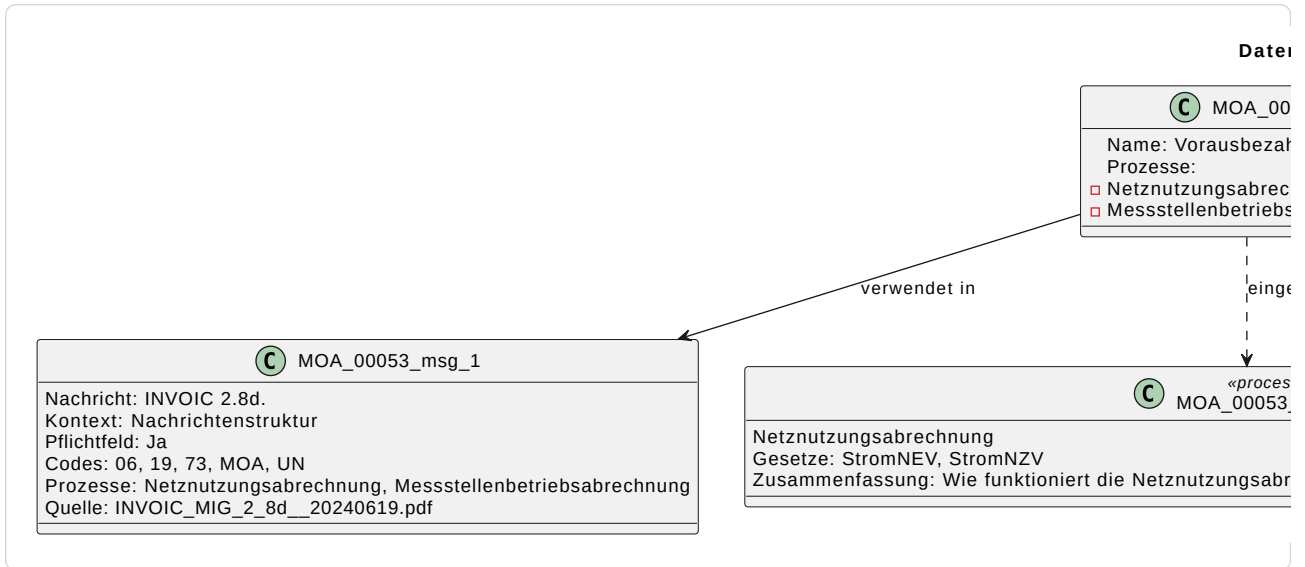 Daten
C MOA_00
Name: Vorausbezah
Prozesse:
Netznutzungsabrec
Messstellenbetriebs
verwendet in
einge
C MOA_00053_msg_1
Nachricht: INVOIC 2.8d.
Kontext: Nachrichtenstruktur
Pflichtfeld: Ja
Codes: 06, 19, 73, MOA, UN
Prozesse: Netznutzungsabrechnung, Messstellenbetriebsabrechnung
Quelle: INVOIC_MIG_2_8d__20240619.pdf
«proces
C MOA_00053_
Netznutzungsabrechnung
Gesetze: StromNEV, StromNZV
Zusammenfassung: Wie funktioniert die Netznutzungsabr